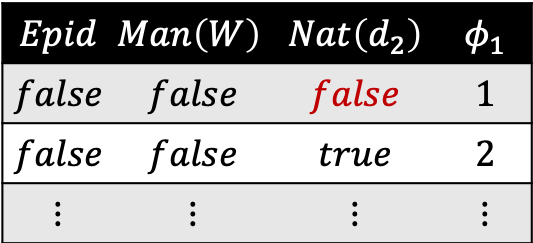 Epid Man(W) Nat(d₂) ϕ₁
false false false 1
false false true 2
⋮ ⋮ ⋮ ⋮